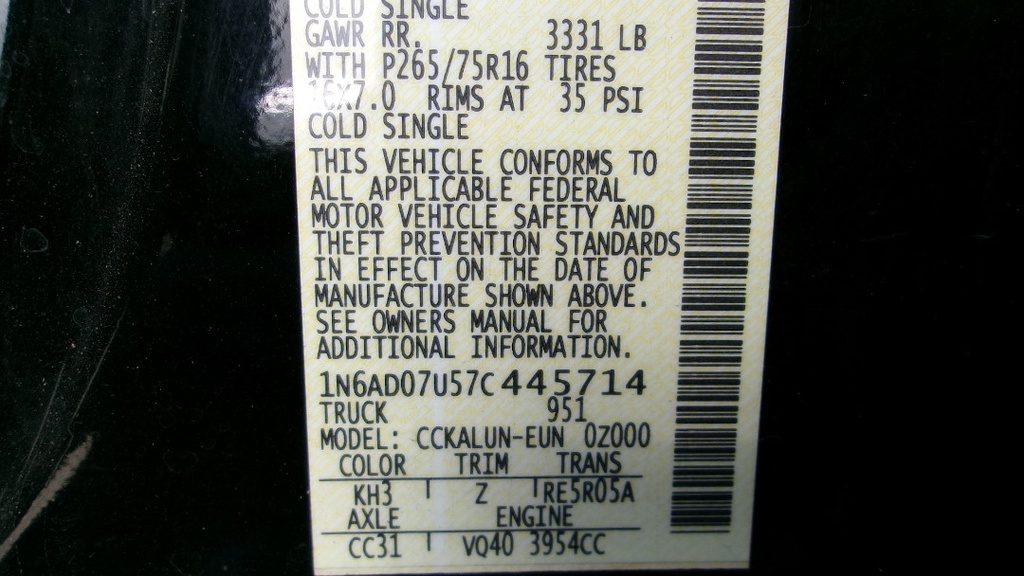 COLD SINGLE
GAWR RR. 3331 LB
WITH P265/75R16 TIRES
16X7.0 RIMS AT 35 PSI
COLD SINGLE
THIS VEHICLE CONFORMS TO
ALL APPLICABLE FEDERAL
MOTOR VEHICLE SAFETY AND
THEFT PREVENTION STANDARDS
IN EFFECT ON THE DATE OF
MANUFACTURE SHOWN ABOVE.
SEE OWNERS MANUAL FOR
ADDITIONAL INFORMATION.
1N6AD07U57C445714
TRUCK 951
MODEL: CCKALUN-EUN 0Z000
COLOR TRIM TRANS
KH3 Z RE5R05A
AXLE ENGINE
CC31 VQ40 3954CC